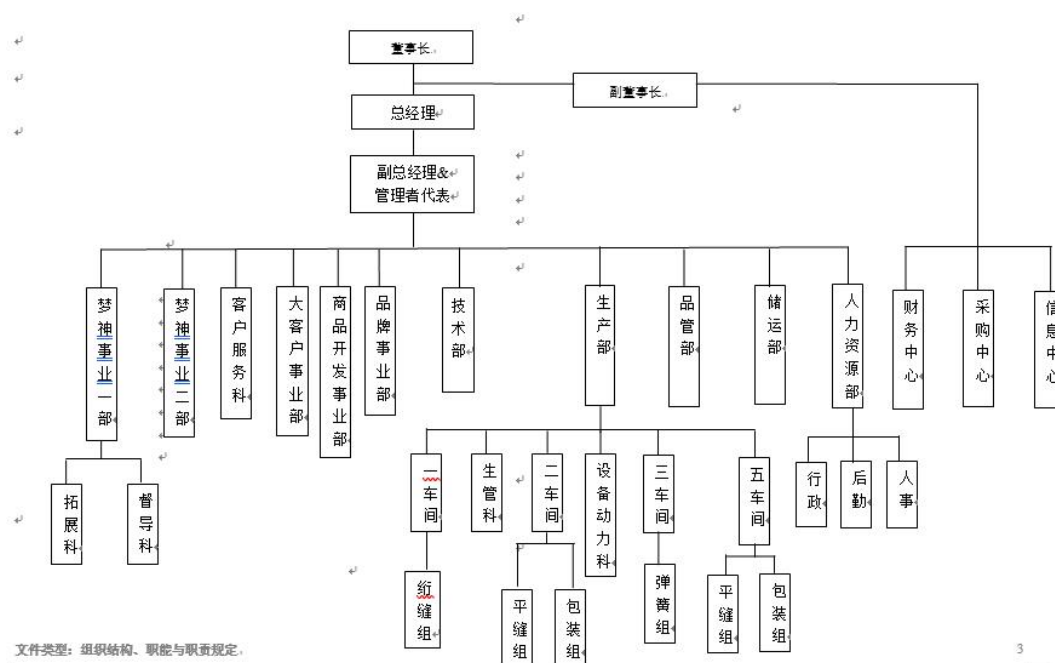 董事长
副董事长
总经理
副总经理&
管理者代表
梦神事业一部
梦神事业二部
客户服务科
大客户事业部
商品开发事业部
品牌事业部
技术部
生产部
品管部
储运部
人力资源部
财务中心
采购中心
信息中心
拓展科
督导科
一车间
生管科
二车间
设备动力科
三车间
五车间
行政
后勤
人事
绗缝组
平缝组
包装组
弹簧组
平缝组
包装组
文件类型：组织结构、职能与职责规定
3